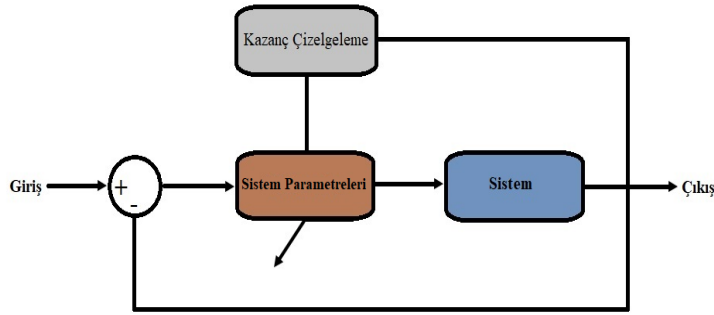 Kazanç Çizelgeleme
Giriş
+
-
Sistem Parametreleri
Sistem
Çıkış